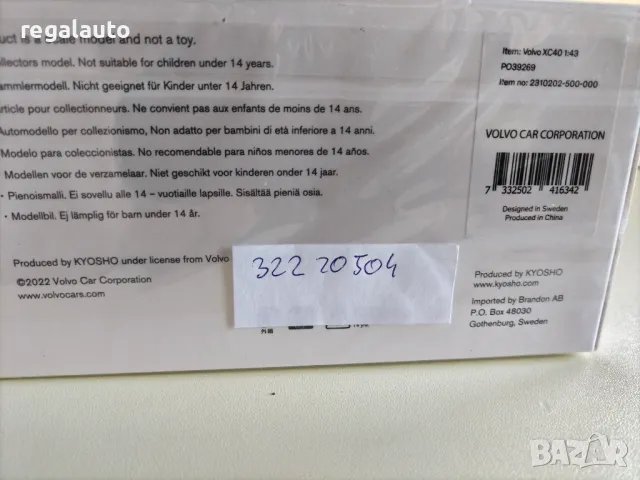 regalauto
uct is a scale model and not a toy.
ollectors model. Not suitable for children under 14 years.
ammlermodell. Nicht geeignet für Kinder unter 14 Jahren.
article pour collectionneurs. Ne convient pas aux enfants de moins de 14 ans.
Automodello per collezionismo, Non adatto per bambini di età inferiore a 14 anni.
Modelo para coleccionistas. No recomendable para niños menores de 14 años.
Modellen voor de verzamelaar. Niet geschikt voor kinderen onder 14 jaar.
• Pienoismalli. Ei sovellu alle 14 – vuotiaille lapsille. Sisältää pieniä osia.
• Modellbil. Ej lämplig för barn under 14 år.
Produced by KYOSHO under license from Volvo
©2022 Volvo Car Corporation
www.volvocars.com
32220504
Item: Volvo XC40 1:43
PO39269
Item no: 2310202-500-000
VOLVO CAR CORPORATION
7 332502 416342
Designed in Sweden
Produced in China
Produced by KYOSHO
www.kyosho.com
Imported by Brandon AB
P.O. Box 48030
Gothenburg, Sweden
BAZAR